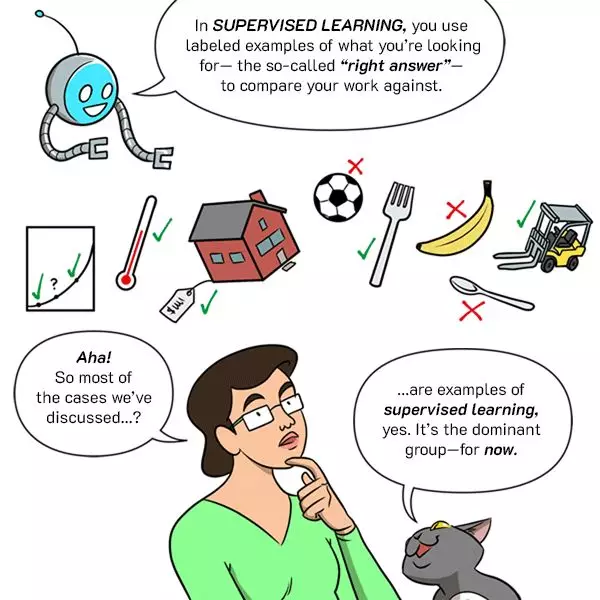 In SUPERVISED LEARNING, you use
labeled examples of what you're looking
for— the so-called "right answer"—
to compare your work against.
?
Aha!
So most of
the cases we've
discussed...?
...are examples of
supervised learning,
yes. It's the dominant
group—for now.